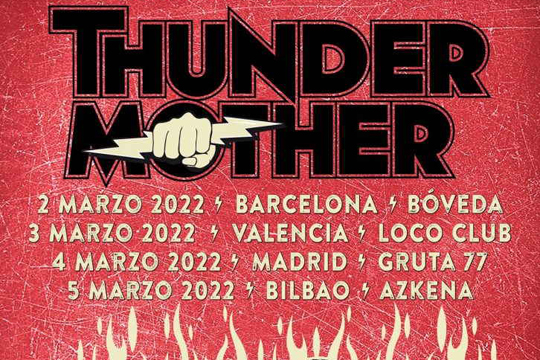 THUNDER
MOTHER
2 MARZO 2022 BARCELONA BÓVEDA
3 MARZO 2022 VALENCIA LOCO CLUB
4 MARZO 2022 MADRID GRUTA 77
5 MARZO 2022 BILBAO AZKENA